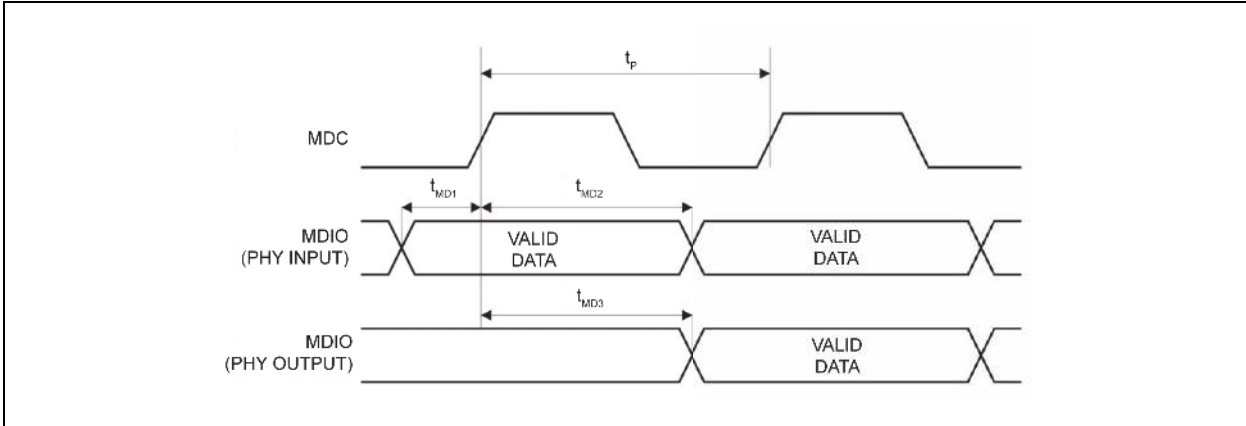 tP
MDC
tMD1
tMD2
MDIO
(PHY INPUT)
VALID
DATA
VALID
DATA
tMD3
MDIO
(PHY OUTPUT)
VALID
DATA